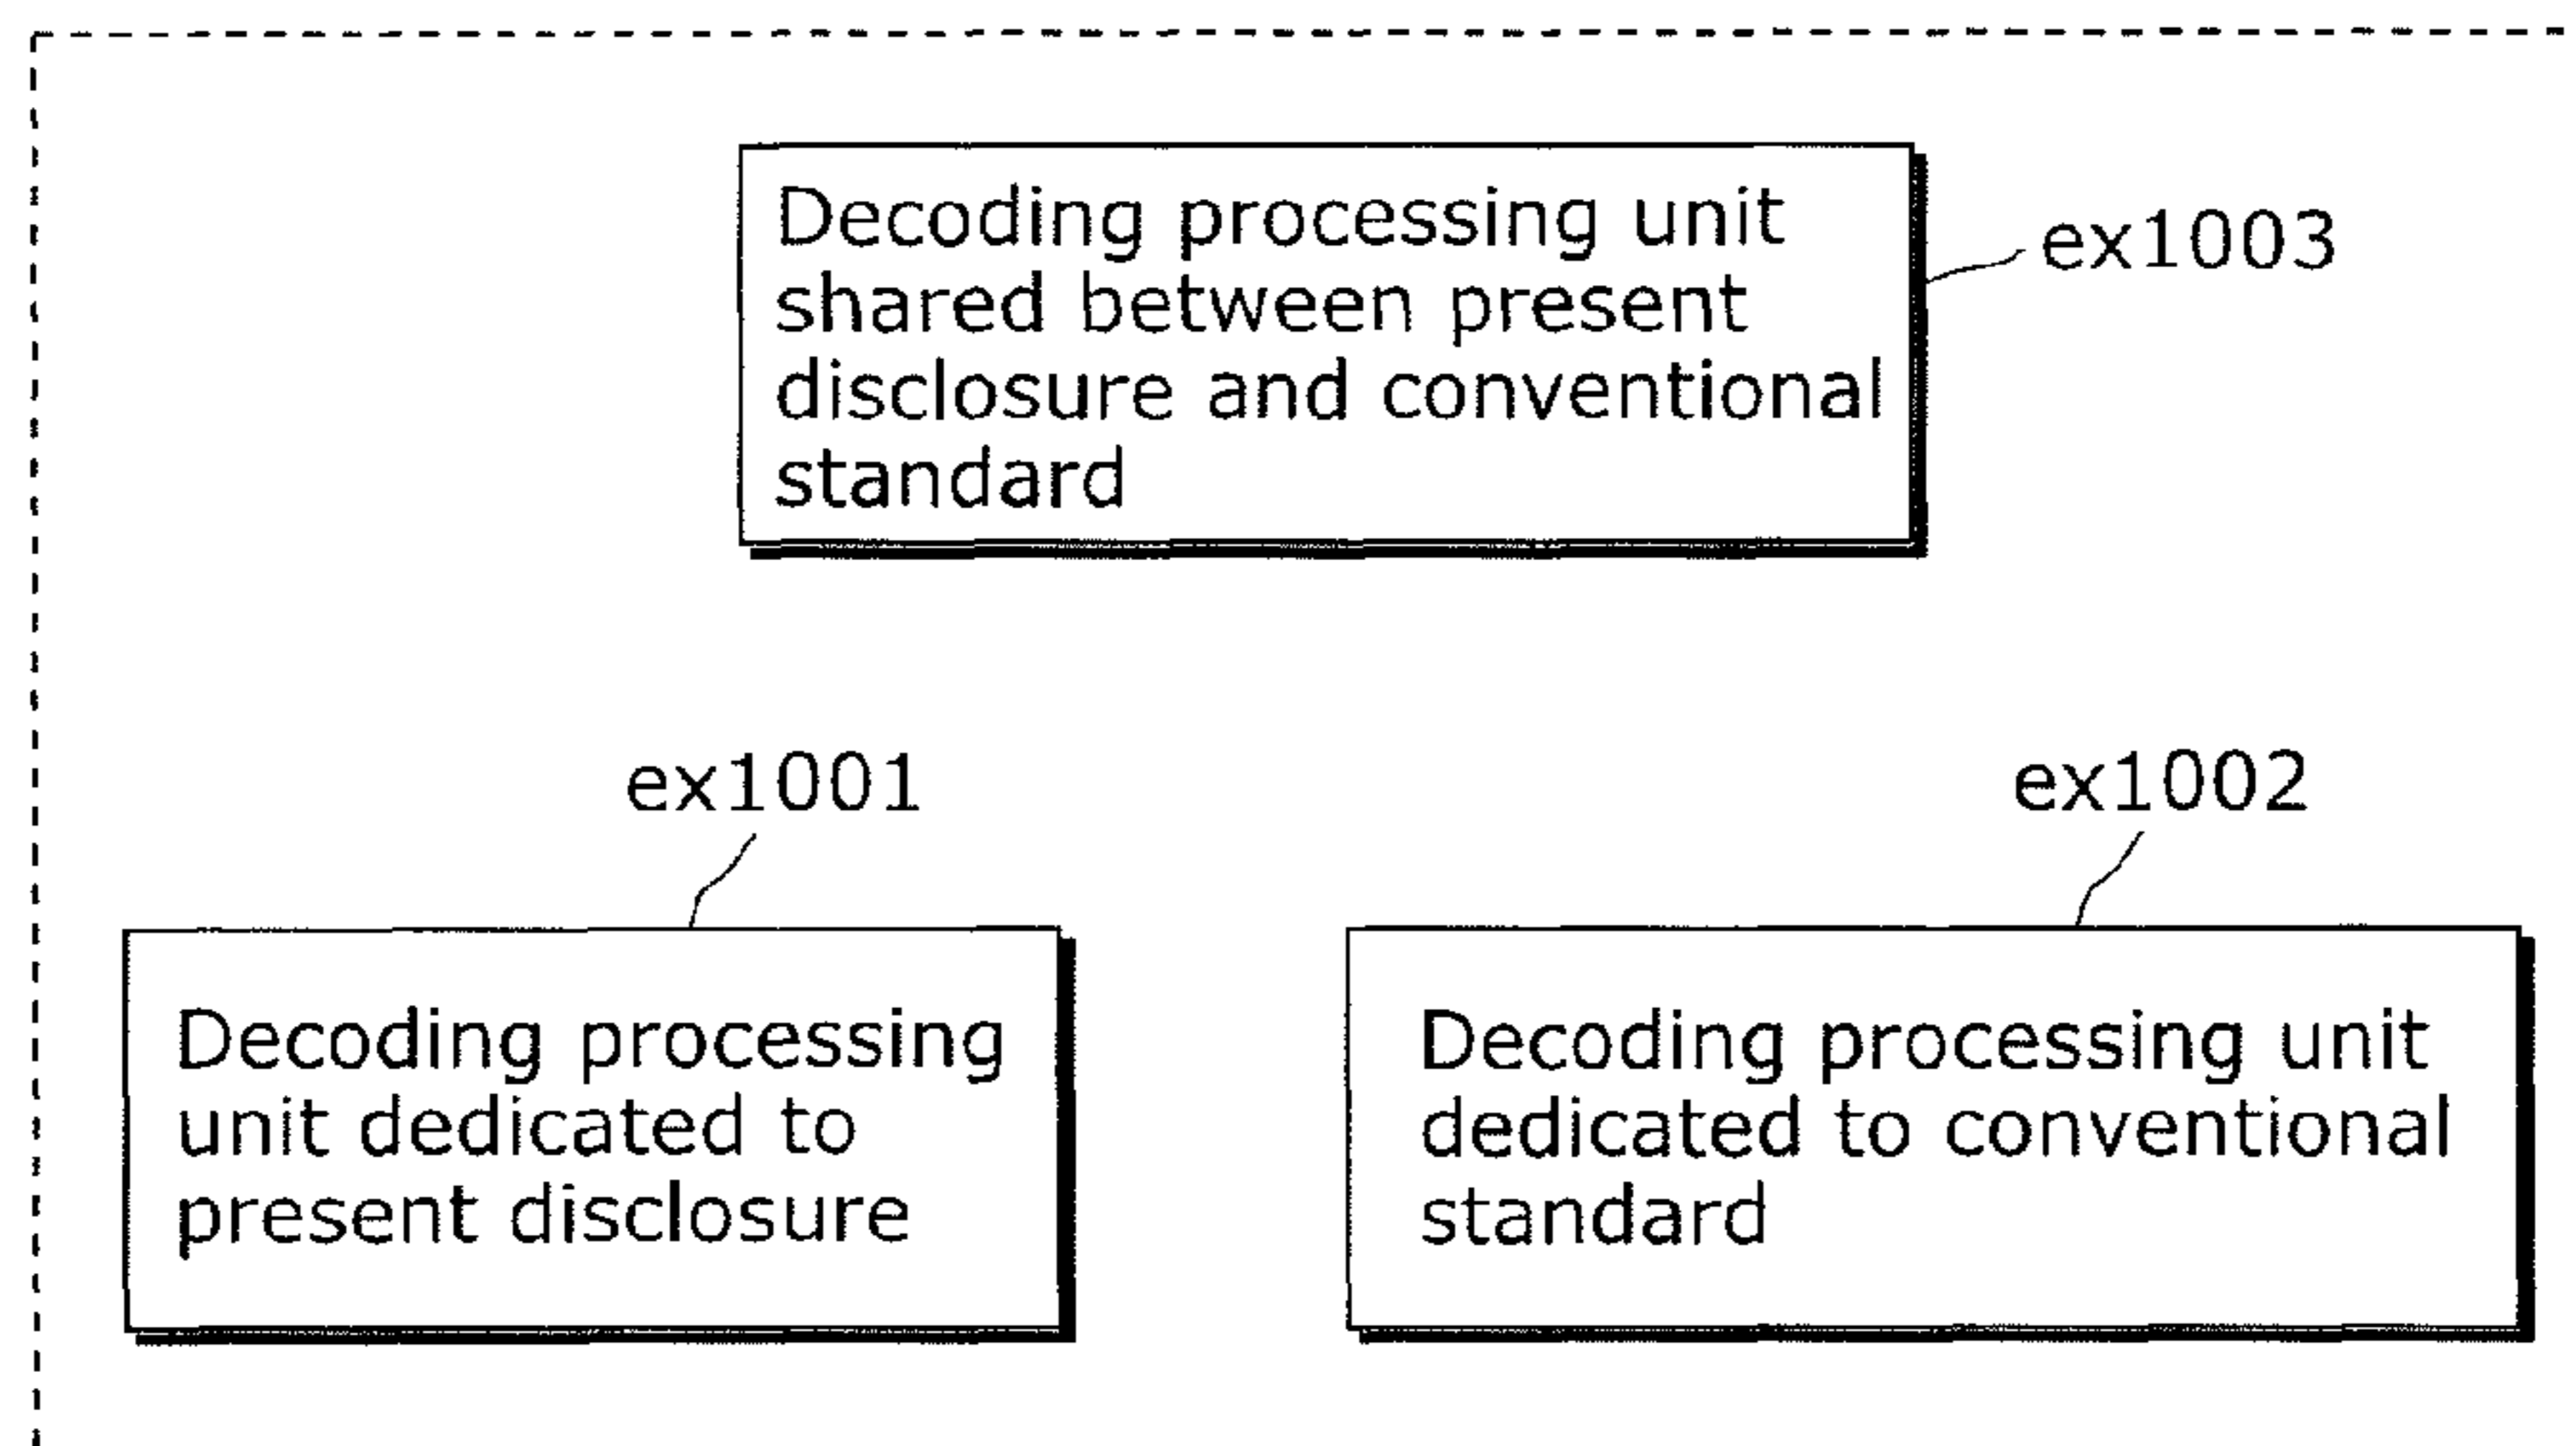 Decoding processing unit
shared between present
disclosure and conventional
standard
ex1003
ex1001
ex1002
Decoding processing
unit dedicated to
present disclosure
Decoding processing unit
dedicated to conventional
standard